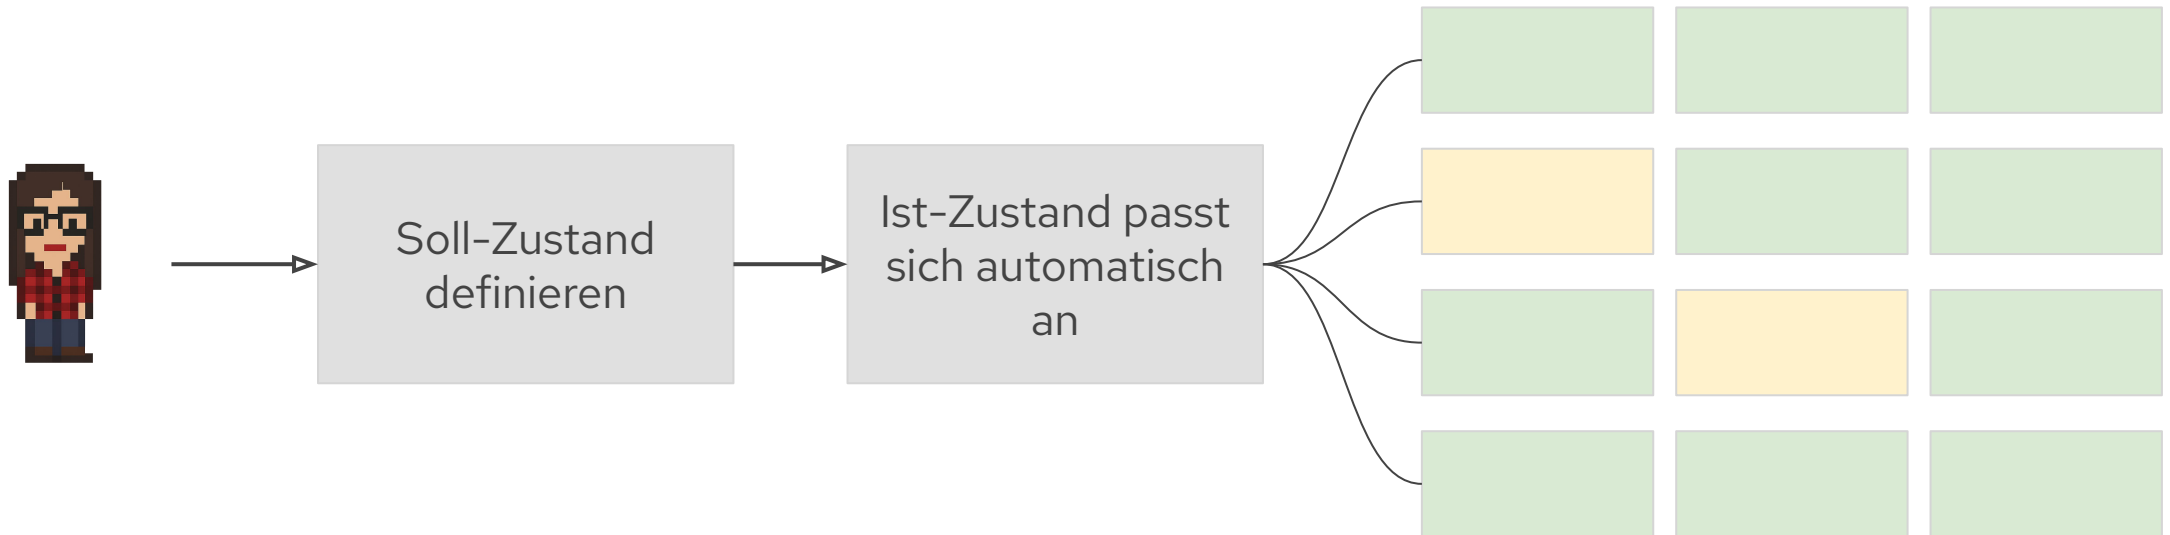 Soll-Zustand
definieren
Ist-Zustand passt
sich automatisch
an